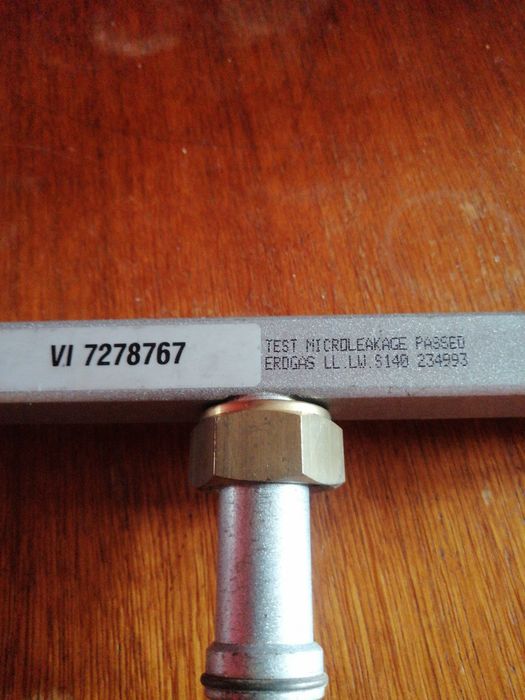 VI 7278767
TEST MICROLEAKAGE PASSED
ERDGAS LL.LW.S140 234993